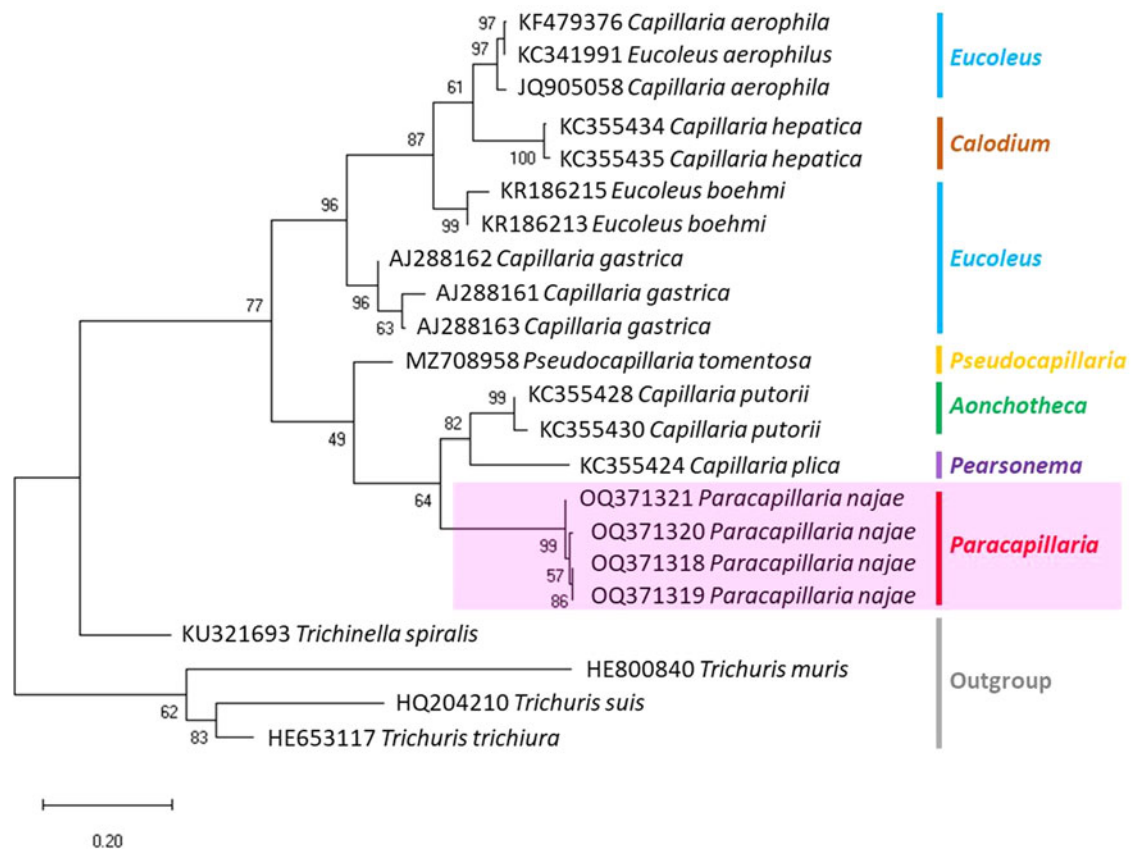 97
KF479376 Capillaria aerophila
97
KC341991 Eucoleus aerophilus
Eucoleus
JQ905058 Capillaria aerophila
61
KC355434 Capillaria hepatica
87
Calodium
100
KC355435 Capillaria hepatica
KR186215 Eucoleus boehmi
96
99
KR186213 Eucoleus boehmi
AJ288162 Capillaria gastrica
Eucoleus
77
96
AJ288161 Capillaria gastrica
63
AJ288163 Capillaria gastrica
MZ708958 Pseudocapillaria tomentosa
Pseudocapillaria
99
KC355428 Capillaria putorii
Aonchotheca
82
KC355430 Capillaria putorii
49
KC355424 Capillaria plica
Pearsonema
64
OQ371321 Paracapillaria najae
OQ371320 Paracapillaria najae
99
Paracapillaria
OQ371318 Paracapillaria najae
57
OQ371319 Paracapillaria najae
86
KU321693 Trichinella spiralis
HE800840 Trichuris muris
Outgroup
62
HQ204210 Trichuris suis
83
HE653117 Trichuris trichiura
0.20